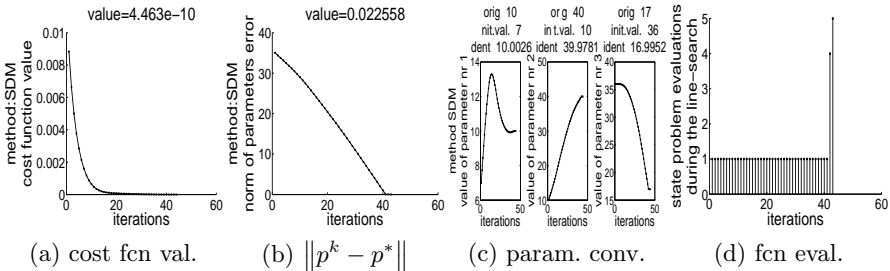 value=4.463e-10
method:SDM
cost function value
0.01
0.008
0.006
0.004
0.002
0
0 20 40 60
iterations
(a) cost fcn val.
value=0.022558
method:SDM
norm of parameters error
40
30
20
10
0
0 20 40 60
iterations
(b) ||p^k − p^*||
orig 10
nit.val. 7
dent 10.0026
method SDM
value of parameter nr 1
14
12
10
8
6
0 50
or g 40
in t.val. 10
ident 39.9781
value of parameter nr 2
50
40
30
20
10
0 50
iterations
orig 17
init.val. 36
ident 16.9952
value of parameter nr 3
40
35
30
25
20
15
0 50
(c) param. conv.
state problem evaluations
during the line-search
5
4
3
2
1
0
0 20 40 60
iterations
(d) fcn eval.